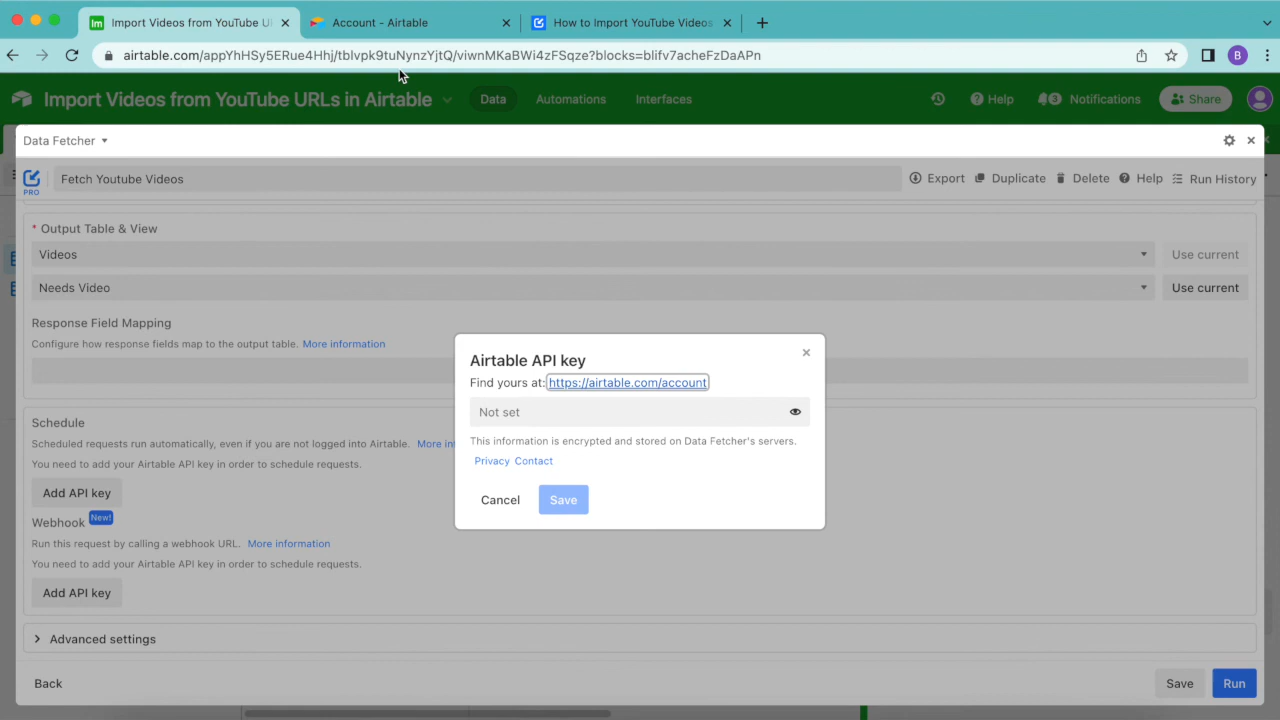 Import Videos from YouTube U
Account - Airtable
How to Import YouTube Videos
airtable.com/appYhHSy5ERue4Hhj/tblvpk9tuNynzYjtQ/viwnMKaBWi4zFSqze?blocks=blifv7acheFzDaAPn
B
Import Videos from YouTube URLs in Airtable
Data
Automations
Interfaces
Help
3
Notifications
Share
Data Fetcher
PRO
Fetch Youtube Videos
Export
Duplicate
Delete
Help
Run History
* Output Table & View
Videos
Use current
Needs Video
Use current
Response Field Mapping
Configure how response fields map to the output table. More information
Airtable API key
Find yours at: https://airtable.com/account
Not set
This information is encrypted and stored on Data Fetcher's servers.
Privacy Contact
Cancel
Save
Schedule
Scheduled requests run automatically, even if you are not logged into Airtable. More in
You need to add your Airtable API key in order to schedule requests.
Add API key
Webhook New!
Run this request by calling a webhook URL. More information
You need to add your Airtable API key in order to schedule requests.
Add API key
Advanced settings
Back
Save
Run